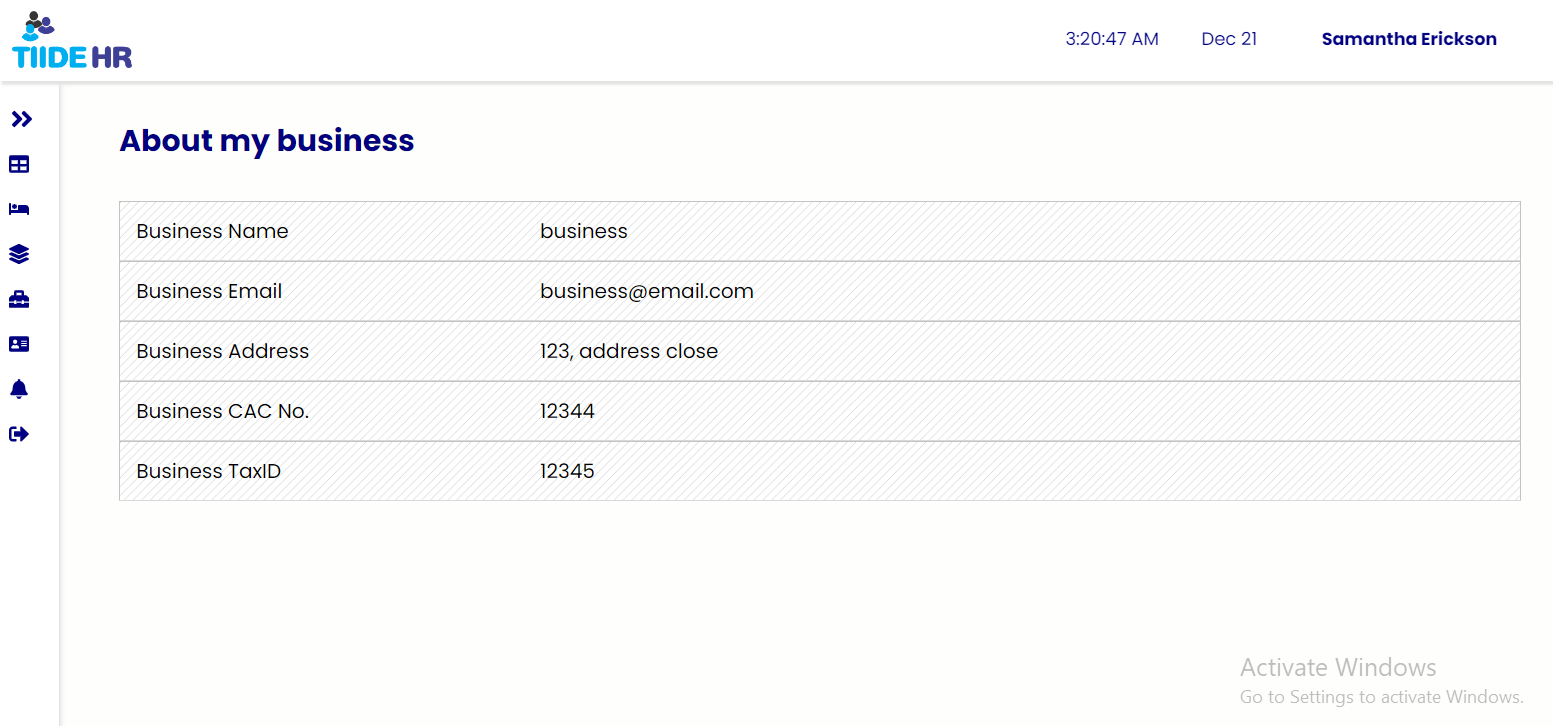 TIIDE HR
3:20:47 AM Dec 21 Samantha Erickson
About my business
Business Name business
Business Email business@email.com
Business Address 123, address close
Business CAC No. 12344
Business TaxID 12345
Activate Windows
Go to Settings to activate Windows.